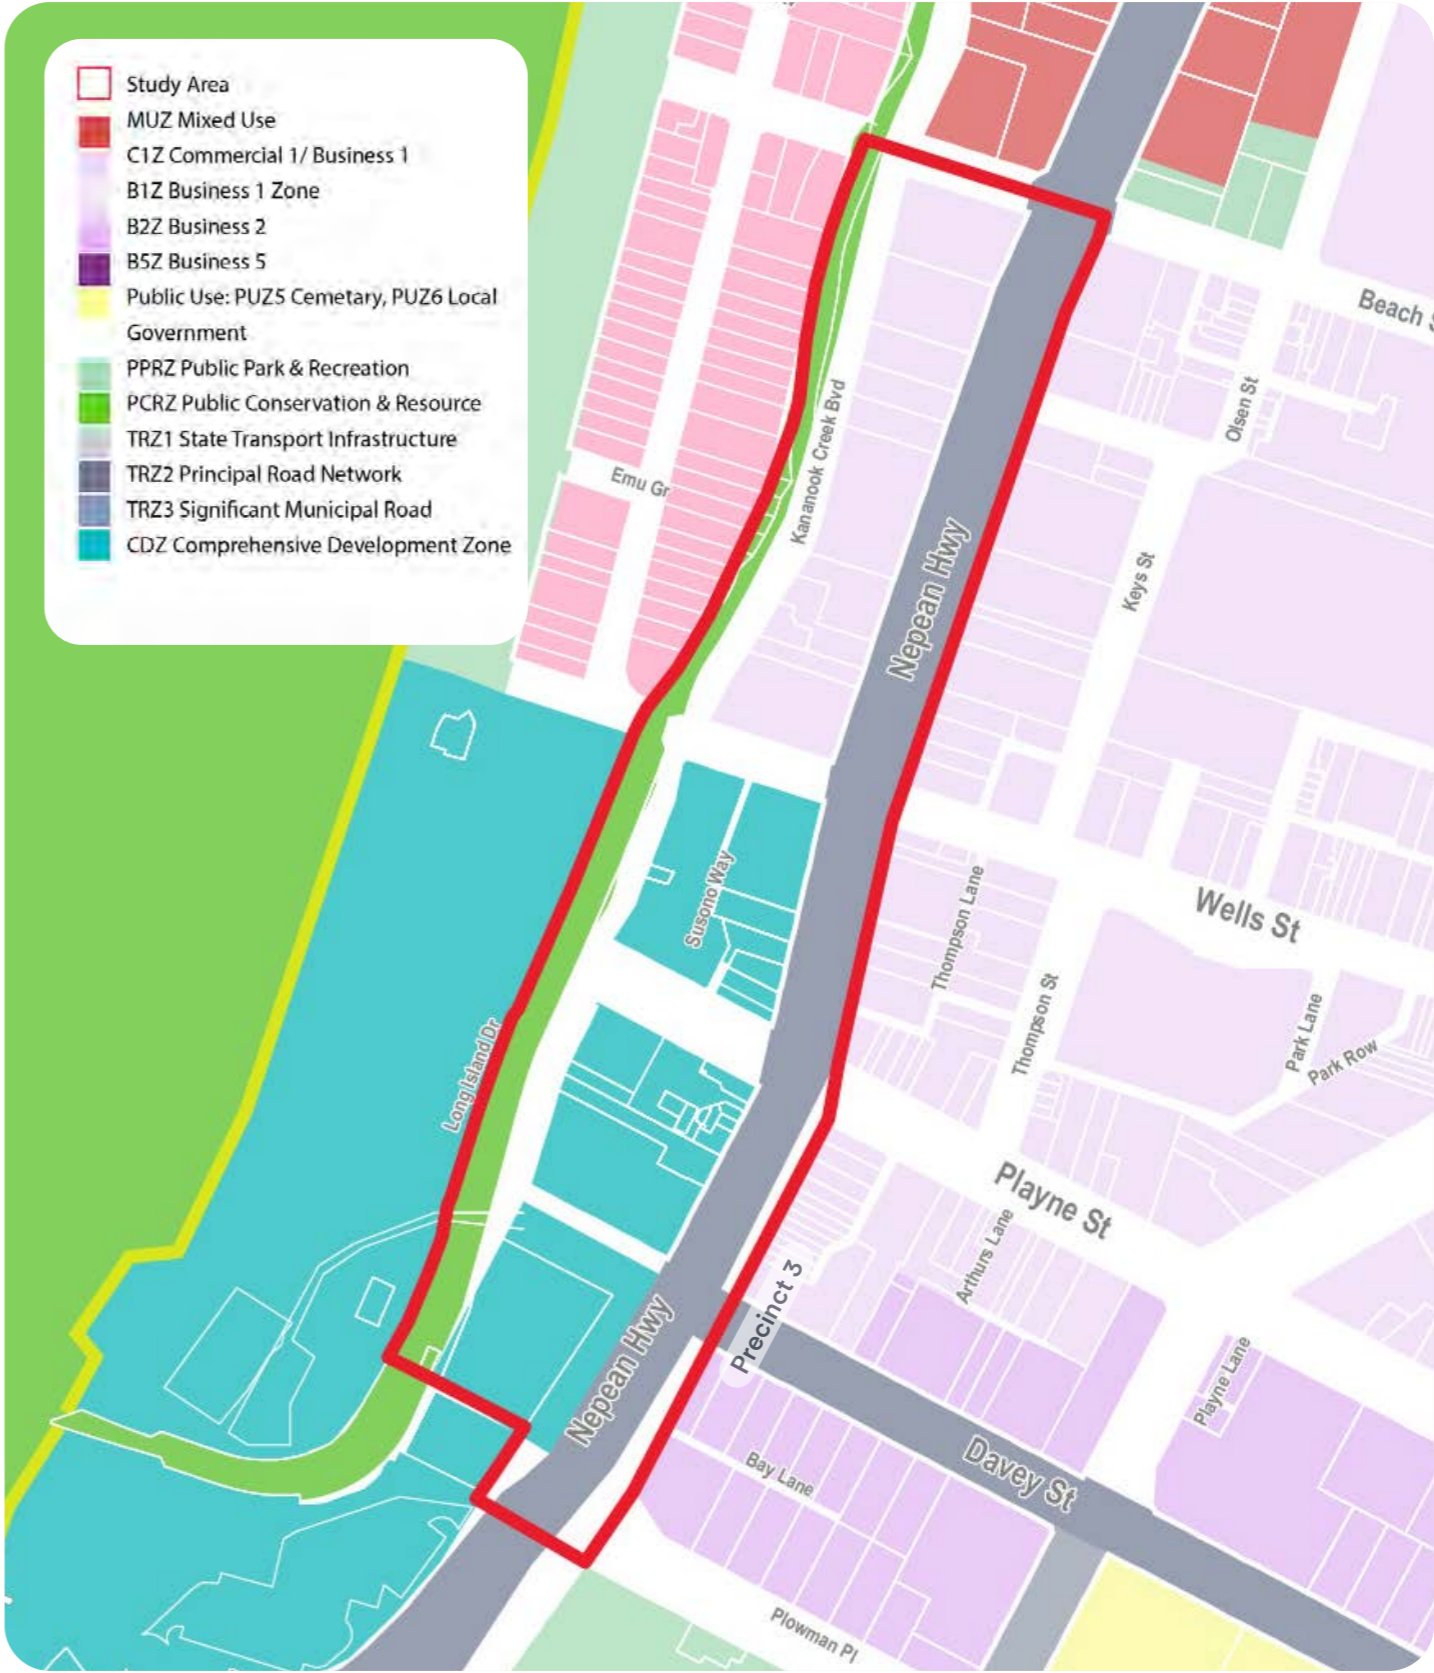 Study Area
MUZ Mixed Use
C1Z Commercial 1/ Business 1
B1Z Business 1 Zone
B2Z Business 2
B5Z Business 5
Public Use: PUZ5 Cemetary, PUZ6 Local
Government
PPRZ Public Park & Recreation
PCRZ Public Conservation & Resource
TRZ1 State Transport Infrastructure
TRZ2 Principal Road Network
TRZ3 Significant Municipal Road
CDZ Comprehensive Development Zone
Beach
Olsen St
Kananook Creek Bvd
Emu Gr
Nepean Hwy
Keys St
Susono Way
Thompson Lane
Wells St
Thompson St
Park Lane
Park Row
Long Island Dr
Playne St
Arthurs Lane
Precinct 3
Nepean Hwy
Playne Lane
Bay Lane
Davey St
Plowman Pl